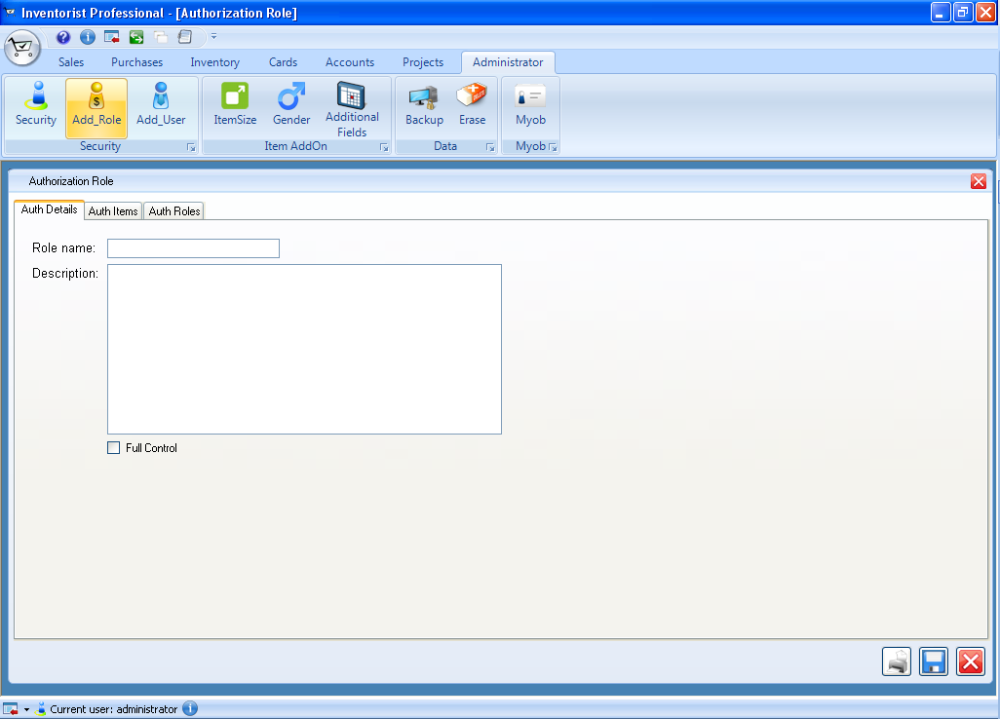 Inventorist Professional - [Authorization Role]
Sales Purchases Inventory Cards Accounts Projects Administrator
Security Add_Role Add_User ItemSize Gender Additional Fields Backup Erase Myob
Security Item AddOn Data Myob
Authorization Role
Auth Details Auth Items Auth Roles
Role name:
Description:
Full Control
Current user: administrator